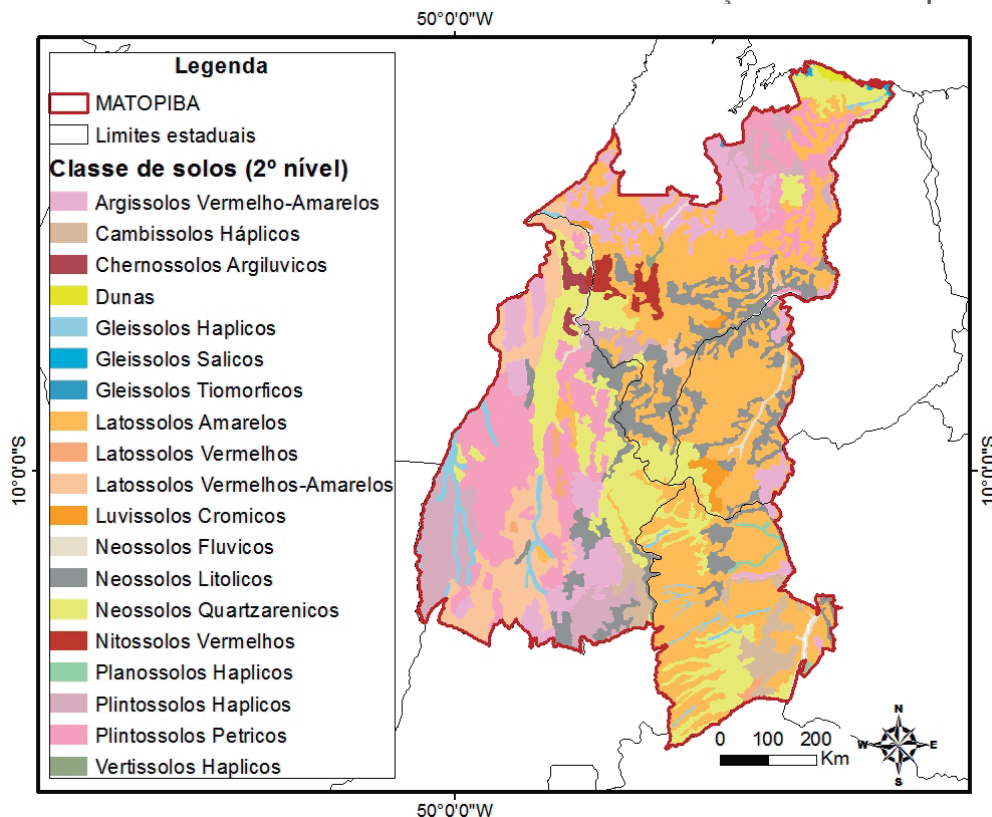 50°0'0"W
Legenda
MATOPIBA
Limites estaduais
Classe de solos (2º nível)
Argissolos Vermelho-Amarelos
Cambissolos Háplicos
Chernossolos Argiluvicos
Dunas
Gleissolos Haplicos
Gleissolos Salicos
Gleissolos Tiomorficos
Latossolos Amarelos
Latossolos Vermelhos
Latossolos Vermelhos-Amarelos
Luvissolos Cromicos
Neossolos Fluvicos
Neossolos Litolicos
Neossolos Quartzarenicos
Nitossolos Vermelhos
Planossolos Haplicos
Plintossolos Haplicos
Plintossolos Petricos
Vertissolos Haplicos
10°0'0"S
10°0'0"S
N
W E
S
0 100 200
Km
50°0'0"W